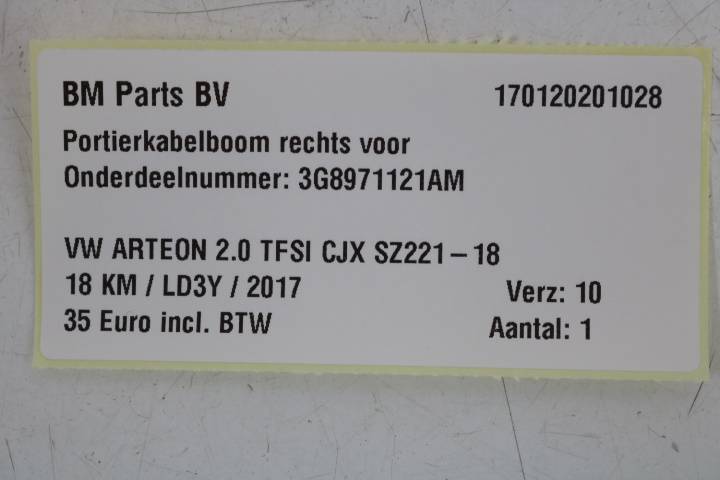 BM Parts BV 170120201028
Portierkabelboom rechts voor
Onderdeelnummer: 3G8971121AM
VW ARTEON 2.0 TFSI CJX SZ221-18
18 KM / LD3Y / 2017 Verz: 10
35 Euro incl. BTW Aantal: 1